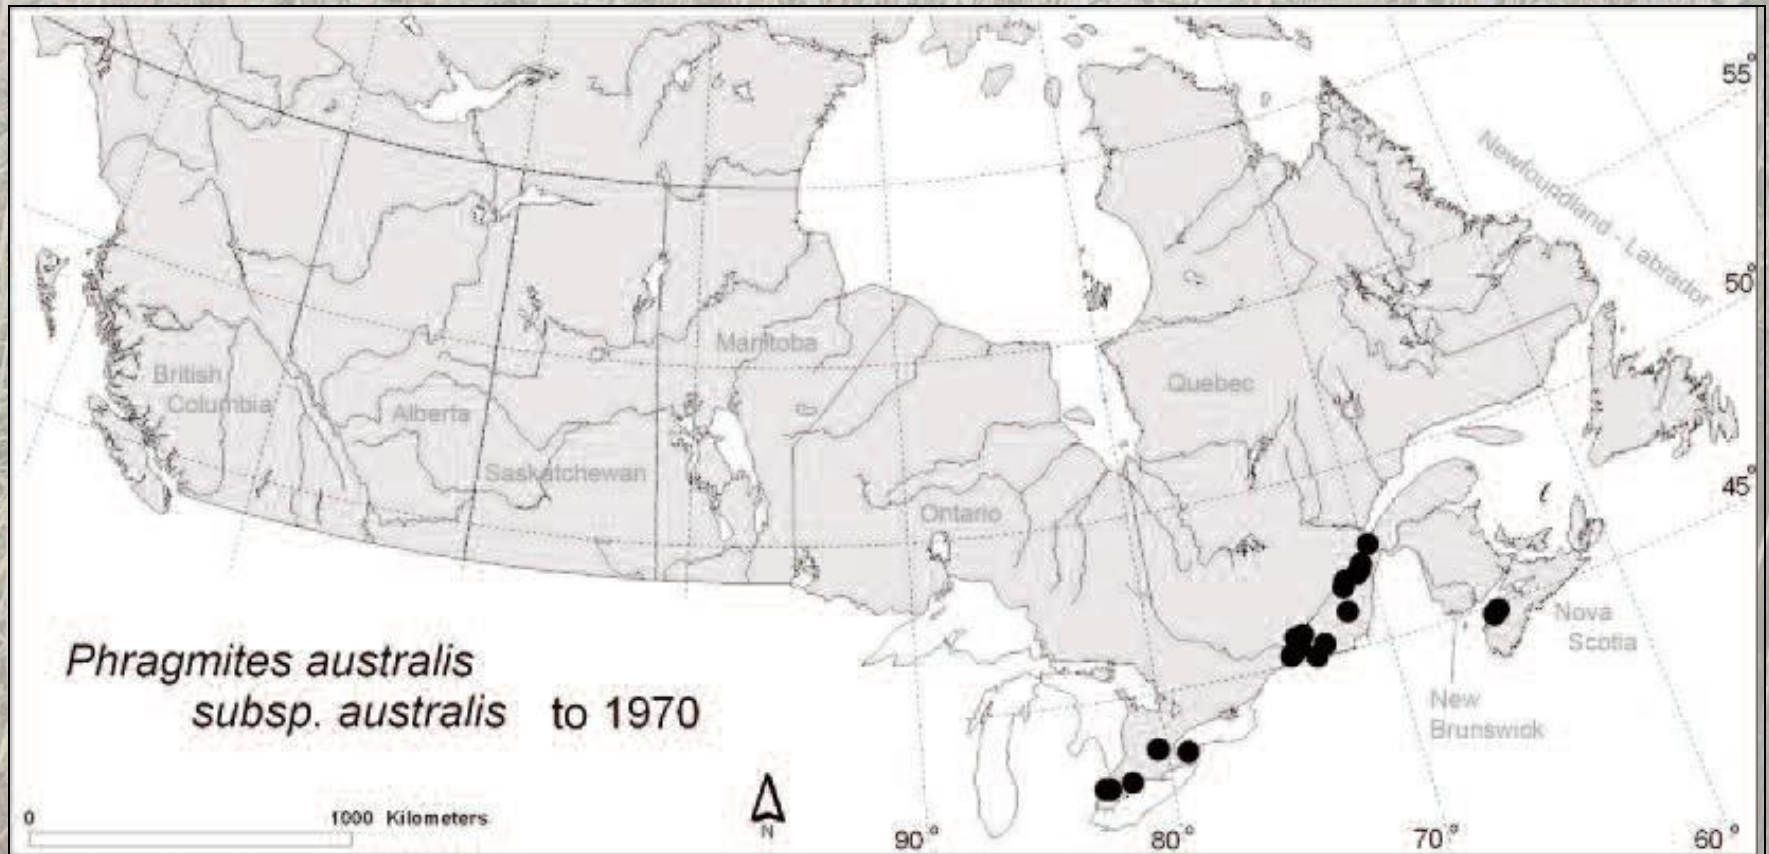 55°
Newfoundland - Labrador
50°
Manitoba
British
Columbia
Quebec
Alberta
Saskatchewan
45°
Ontario
Nova
Scotia
Phragmites australis
subsp. australis to 1970
New
Brunswick
0 1000 Kilometers
N
90° 80° 70° 60°